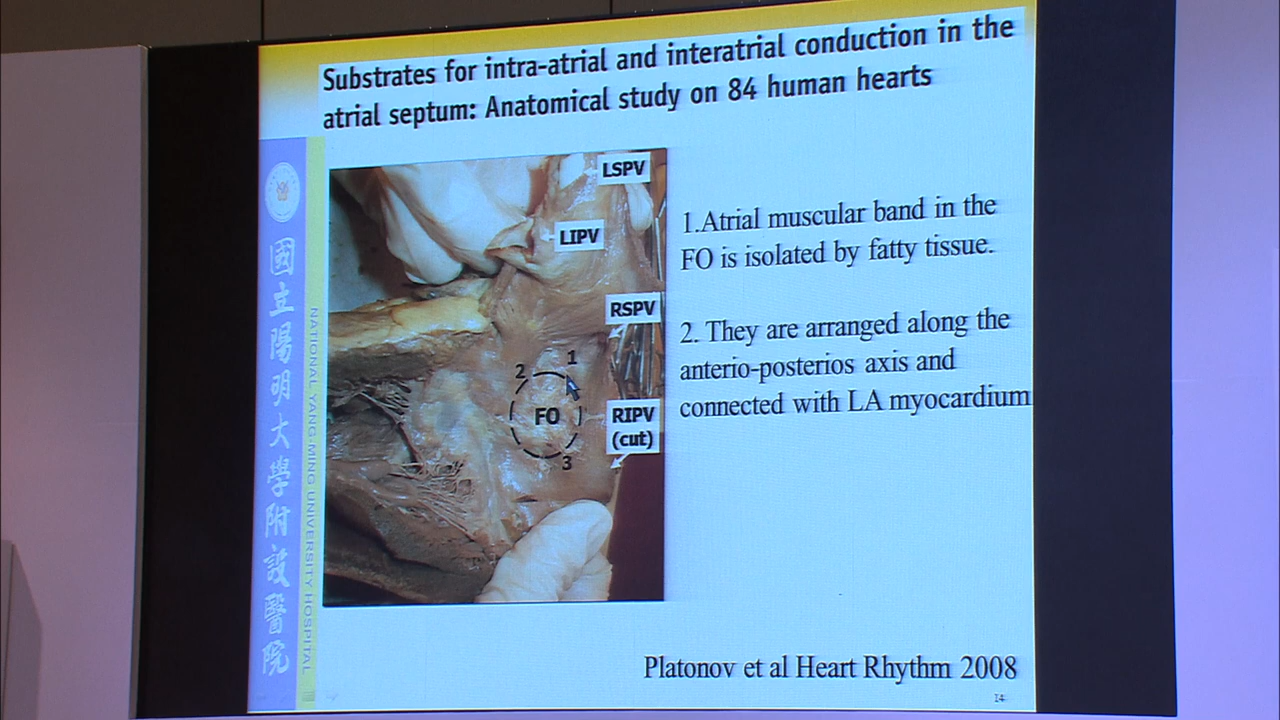 Substrates for intra-atrial and interatrial conduction in the
atrial septum: Anatomical study on 84 human hearts
國立陽明大學附設醫院
NATIONAL YANG-MING UNIVERSITY HOSPITAL
LSPV
LIPV
RSPV
1
2
FO
RIPV
(cut)
3
1.Atrial muscular band in the
FO is isolated by fatty tissue.
2. They are arranged along the
anterio-posterios axis and
connected with LA myocardium
Platonov et al Heart Rhythm 2008
14